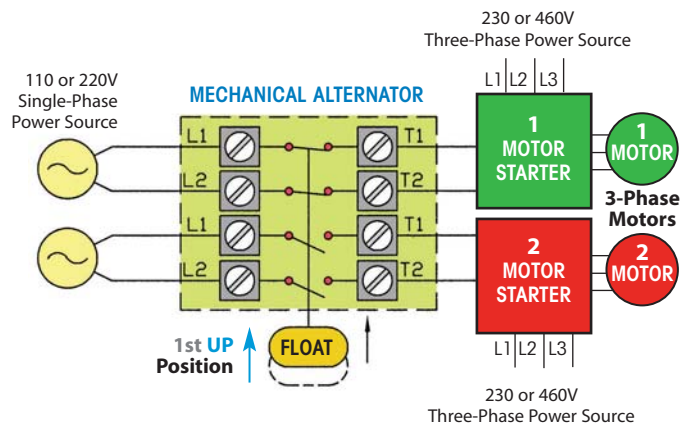 230 or 460V
Three-Phase Power Source
L1 L2 L3
110 or 220V
Single-Phase
Power Source
MECHANICAL ALTERNATOR
L1
T1
L2
T2
L1
T1
L2
T2
1
MOTOR
STARTER
1
MOTOR
3-Phase
Motors
2
MOTOR
STARTER
2
MOTOR
1st UP
Position
FLOAT
L1 L2 L3
230 or 460V
Three-Phase Power Source